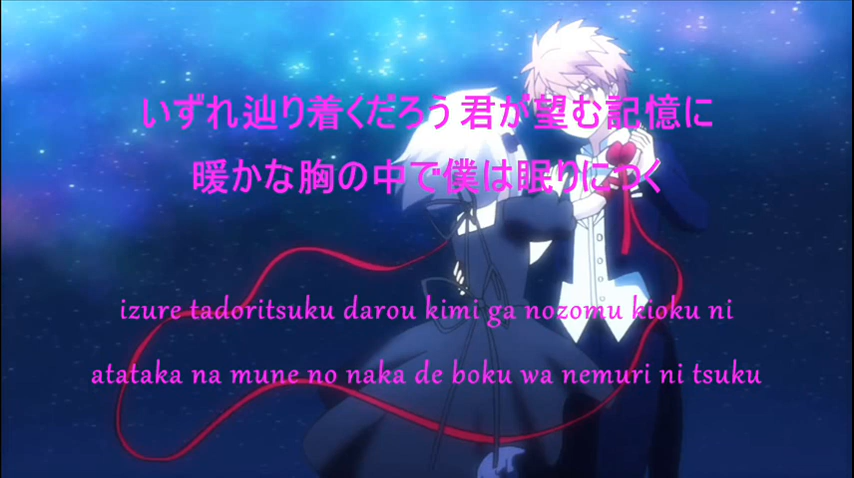 いずれ辿り着くだろう 君が望む記憶に
暖かな胸の中で僕は眠りにつく
izure tadoritsuku darou kimi ga nozomu kioku ni
atataka na mune no naka de boku wa nemuri ni tsuku